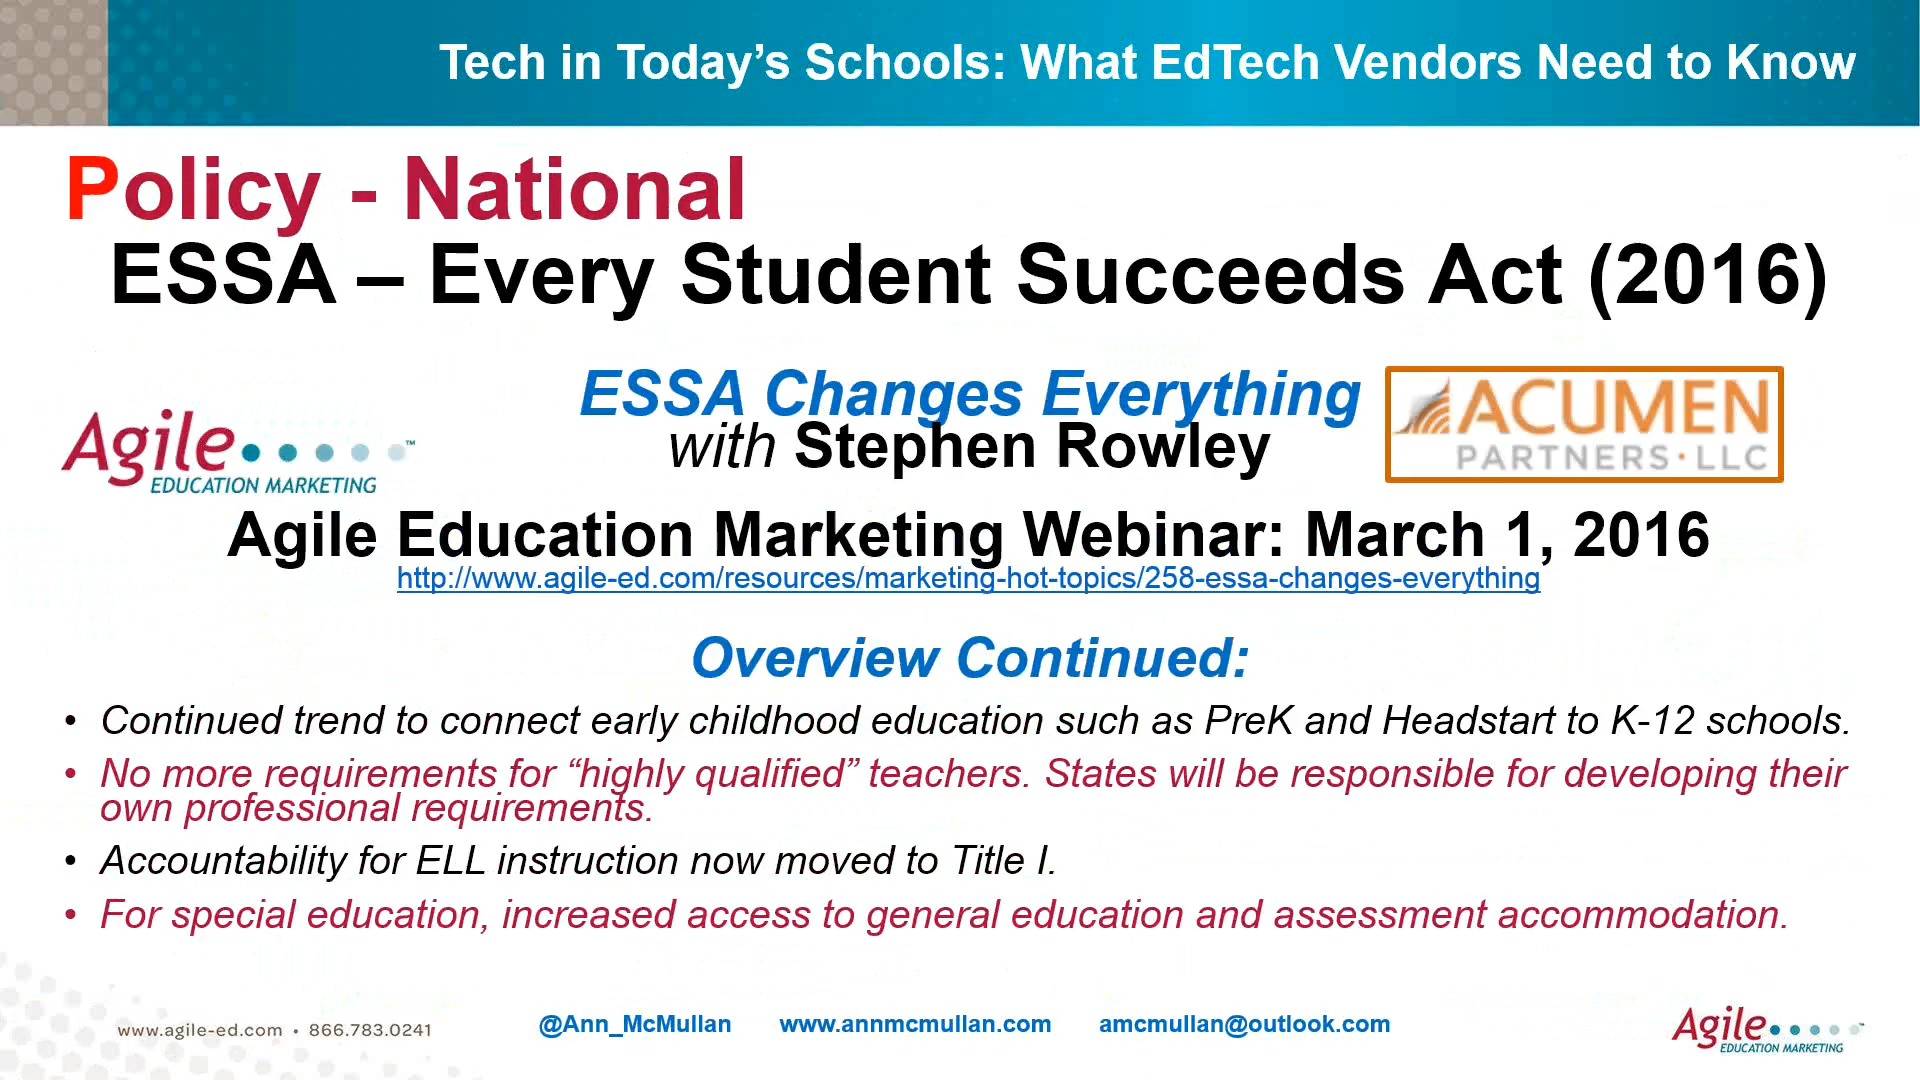 Tech in Today’s Schools: What EdTech Vendors Need to Know
Policy - National
ESSA – Every Student Succeeds Act (2016)
ESSA Changes Everything
with Stephen Rowley
Agile™
EDUCATION MARKETING
ACUMEN
PARTNERS • LLC
Agile Education Marketing Webinar: March 1, 2016
http://www.agile-ed.com/resources/marketing-hot-topics/258-essa-changes-everything
Overview Continued:
• Continued trend to connect early childhood education such as PreK and Headstart to K-12 schools.
• No more requirements for “highly qualified” teachers. States will be responsible for developing their
own professional requirements.
• Accountability for ELL instruction now moved to Title I.
• For special education, increased access to general education and assessment accommodation.
www.agile-ed.com • 866.783.0241
@Ann_McMullan www.annmcmullan.com amcmullan@outlook.com
Agile™
EDUCATION MARKETING